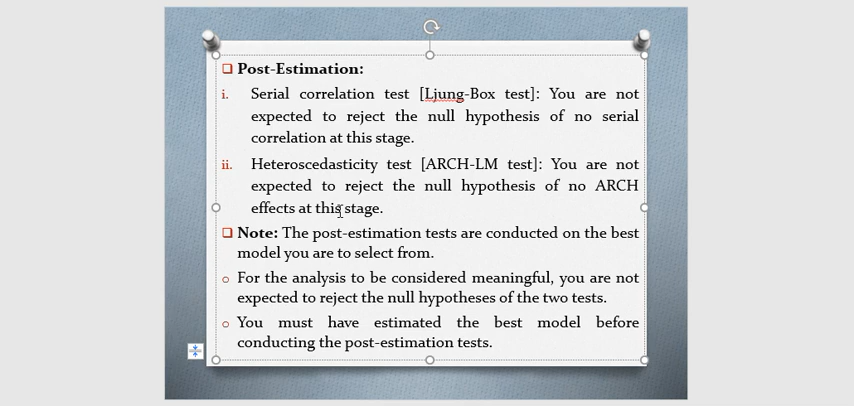 Post-Estimation:
i. Serial correlation test [Ljung-Box test]: You are not
expected to reject the null hypothesis of no serial
correlation at this stage.
ii. Heteroscedasticity test [ARCH-LM test]: You are not
expected to reject the null hypothesis of no ARCH
effects at this stage.
Note: The post-estimation tests are conducted on the best
model you are to select from.
For the analysis to be considered meaningful, you are not
expected to reject the null hypotheses of the two tests.
You must have estimated the best model before
conducting the post-estimation tests.